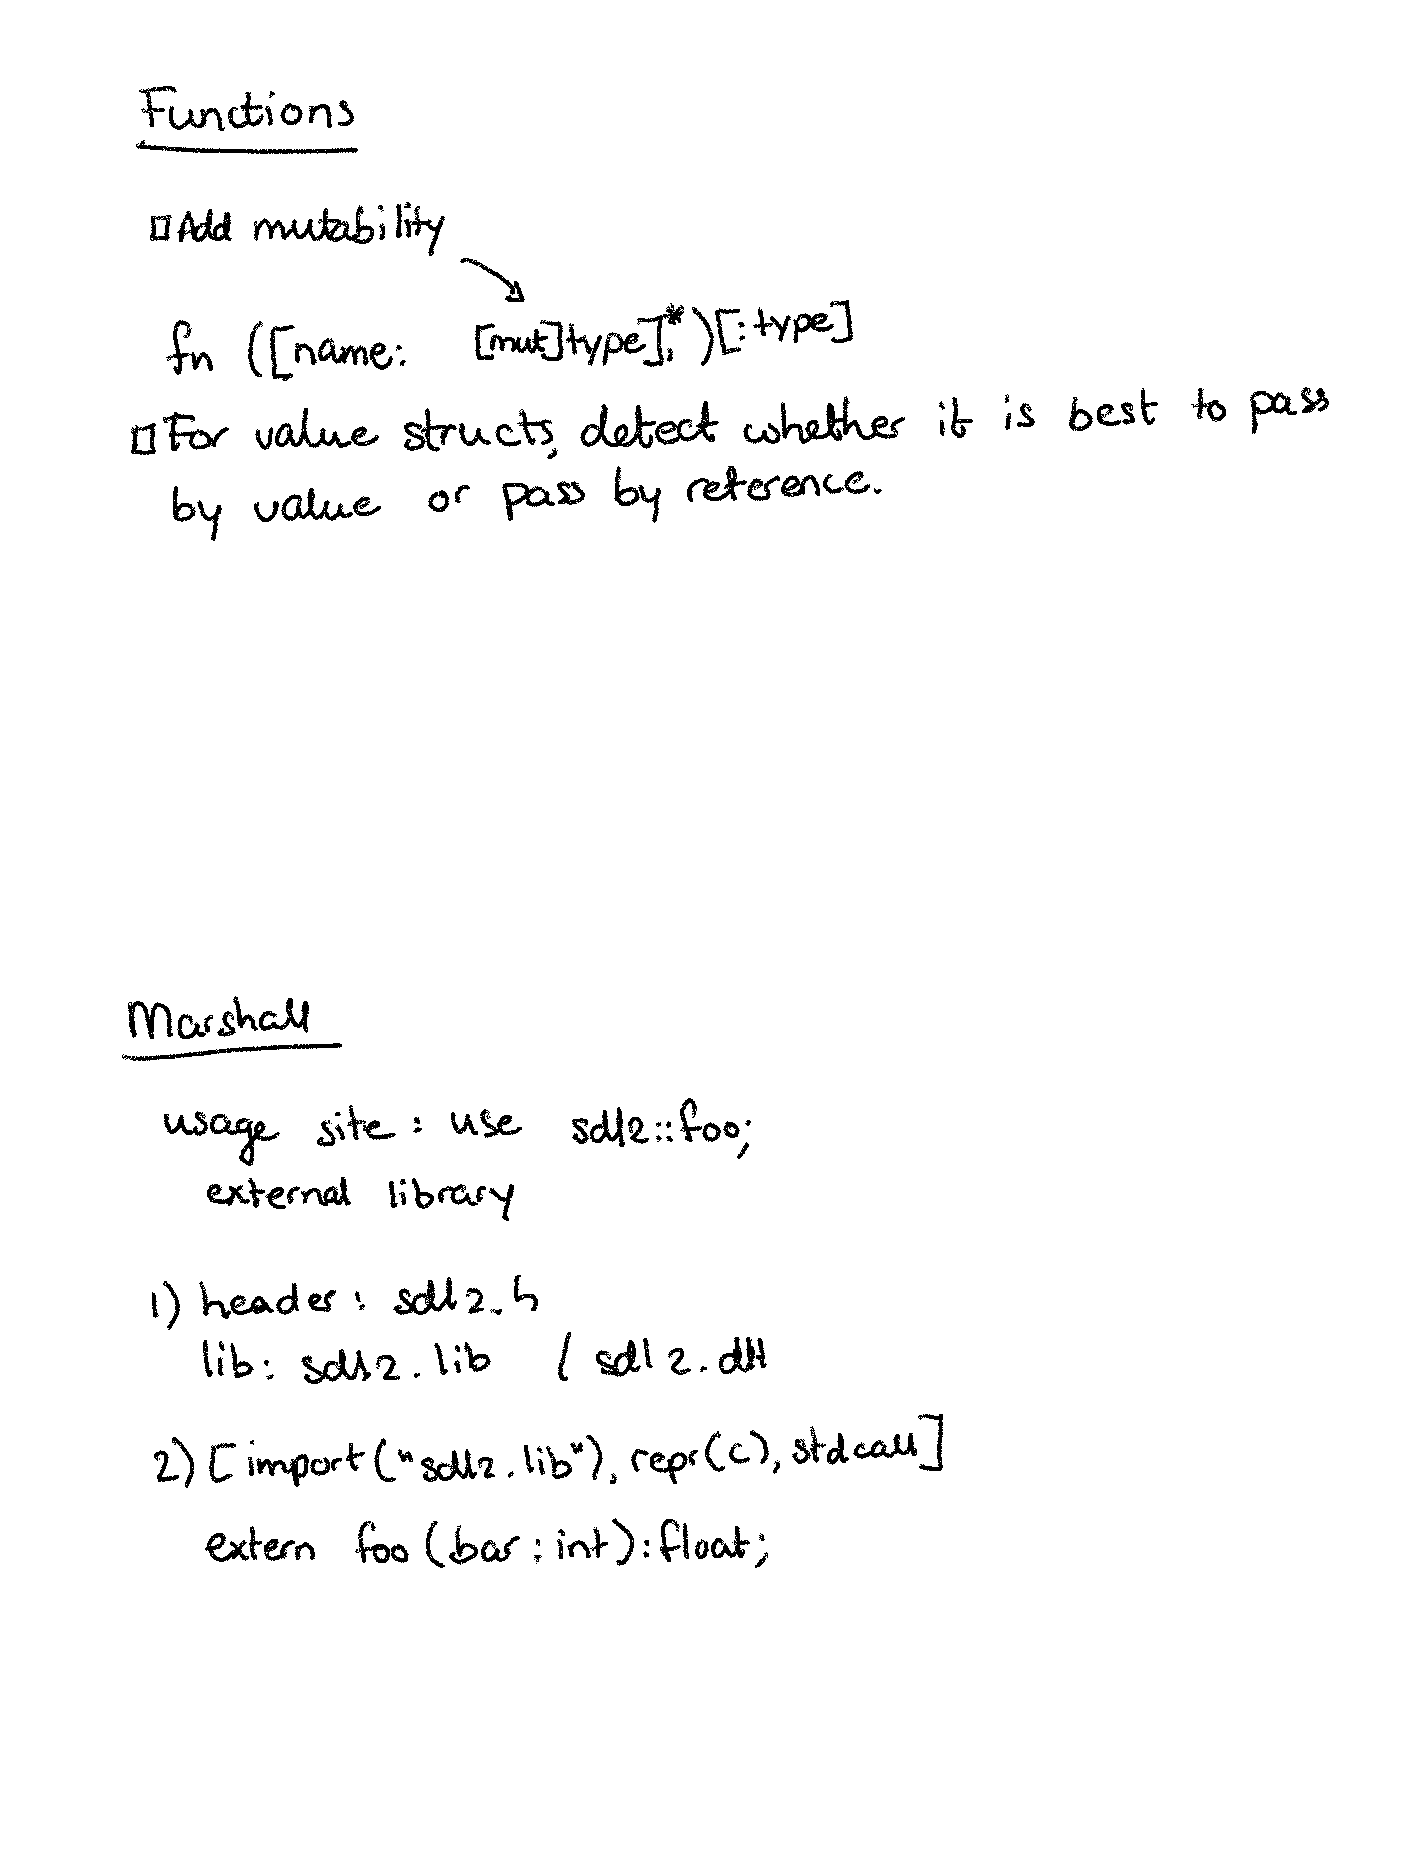 Functions
□ Add mutability
fn ([name: [mut]type],*)[:type]
□ For value structs, detect whether it is best to pass
by value or pass by reference.
Marshall
usage site: use sdl2::foo;
external library
1) header: sdl2.h
lib: sdl2.lib / sdl2.dll
2) [import("sdl2.lib"), repr(c), stdcall]
extern foo(bar: int): float;